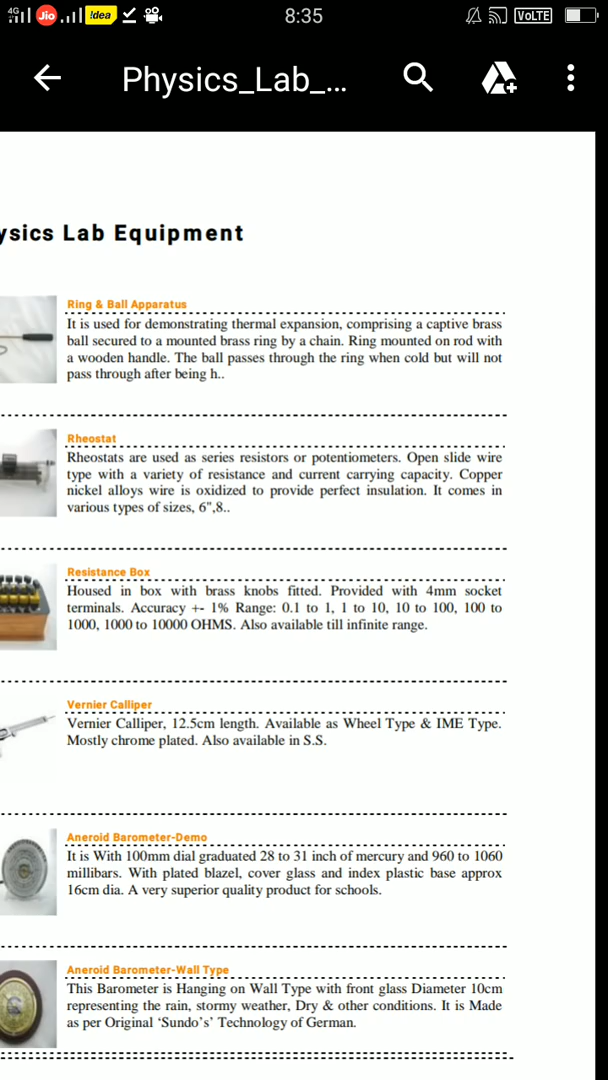 4G
Jio
!dea
8:35
VoLTE
Physics_Lab_...
ysics Lab Equipment
Ring & Ball Apparatus
It is used for demonstrating thermal expansion, comprising a captive brass
ball secured to a mounted brass ring by a chain. Ring mounted on rod with
a wooden handle. The ball passes through the ring when cold but will not
pass through after being h..
Rheostat
Rheostats are used as series resistors or potentiometers. Open slide wire
type with a variety of resistance and current carrying capacity. Copper
nickel alloys wire is oxidized to provide perfect insulation. It comes in
various types of sizes, 6",8..
Resistance Box
Housed in box with brass knobs fitted. Provided with 4mm socket
terminals. Accuracy +- 1% Range: 0.1 to 1, 1 to 10, 10 to 100, 100 to
1000, 1000 to 10000 OHMS. Also available till infinite range.
Vernier Calliper
Vernier Calliper, 12.5cm length. Available as Wheel Type & IME Type.
Mostly chrome plated. Also available in S.S.
Aneroid Barometer-Demo
It is With 100mm dial graduated 28 to 31 inch of mercury and 960 to 1060
millibars. With plated blazel, cover glass and index plastic base approx
16cm dia. A very superior quality product for schools.
Aneroid Barometer-Wall Type
This Barometer is Hanging on Wall Type with front glass Diameter 10cm
representing the rain, stormy weather, Dry & other conditions. It is Made
as per Original ‘Sundo’s’ Technology of German.